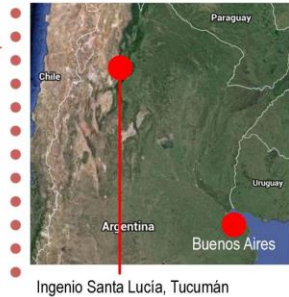 Paraguay
Chile
Uruguay
Argentina
Buenos Aires
Ingenio Santa Lucía, Tucumán